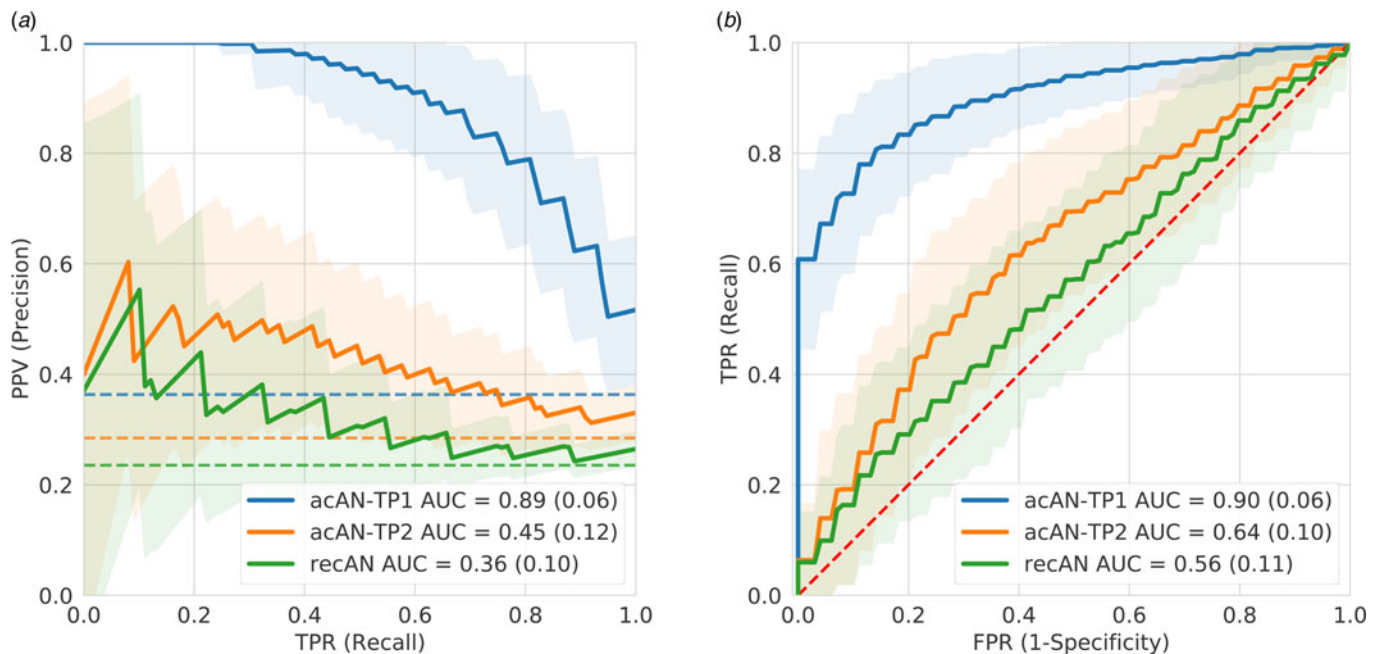 (a)
1.0
0.8
0.6
0.4
0.2
0.0
PPV (Precision)
acAN-TP1 AUC = 0.89 (0.06)
acAN-TP2 AUC = 0.45 (0.12)
recAN AUC = 0.36 (0.10)
0.0 0.2 0.4 0.6 0.8 1.0
TPR (Recall)
(b)
1.0
0.8
0.6
0.4
0.2
0.0
TPR (Recall)
acAN-TP1 AUC = 0.90 (0.06)
acAN-TP2 AUC = 0.64 (0.10)
recAN AUC = 0.56 (0.11)
0.0 0.2 0.4 0.6 0.8 1.0
FPR (1-Specificity)